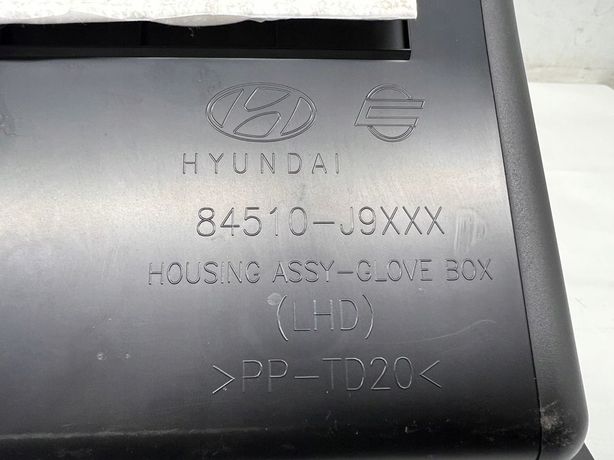 HYUNDAI
84510-J9XXX
HOUSING ASSY-GLOVE BOX
(LHD)
>PP-TD20<